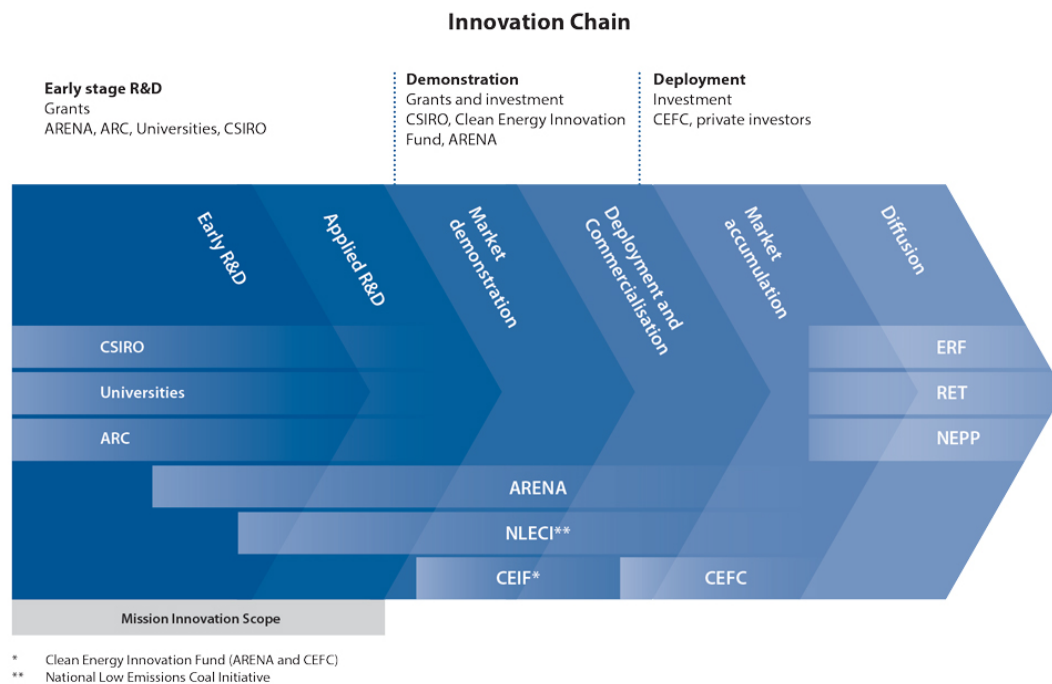 Innovation Chain
Early stage R&D
Grants
ARENA, ARC, Universities, CSIRO
Demonstration
Grants and investment
CSIRO, Clean Energy Innovation
Fund, ARENA
Deployment
Investment
CEFC, private investors
Early R&D
Applied R&D
Market
demonstration
Deployment and
Commercialisation
Market
accumulation
Diffusion
CSIRO
ERF
Universities
RET
ARC
NEPP
ARENA
NLECI**
CEIF*
CEFC
Mission Innovation Scope
* Clean Energy Innovation Fund (ARENA and CEFC)
** National Low Emissions Coal Initiative